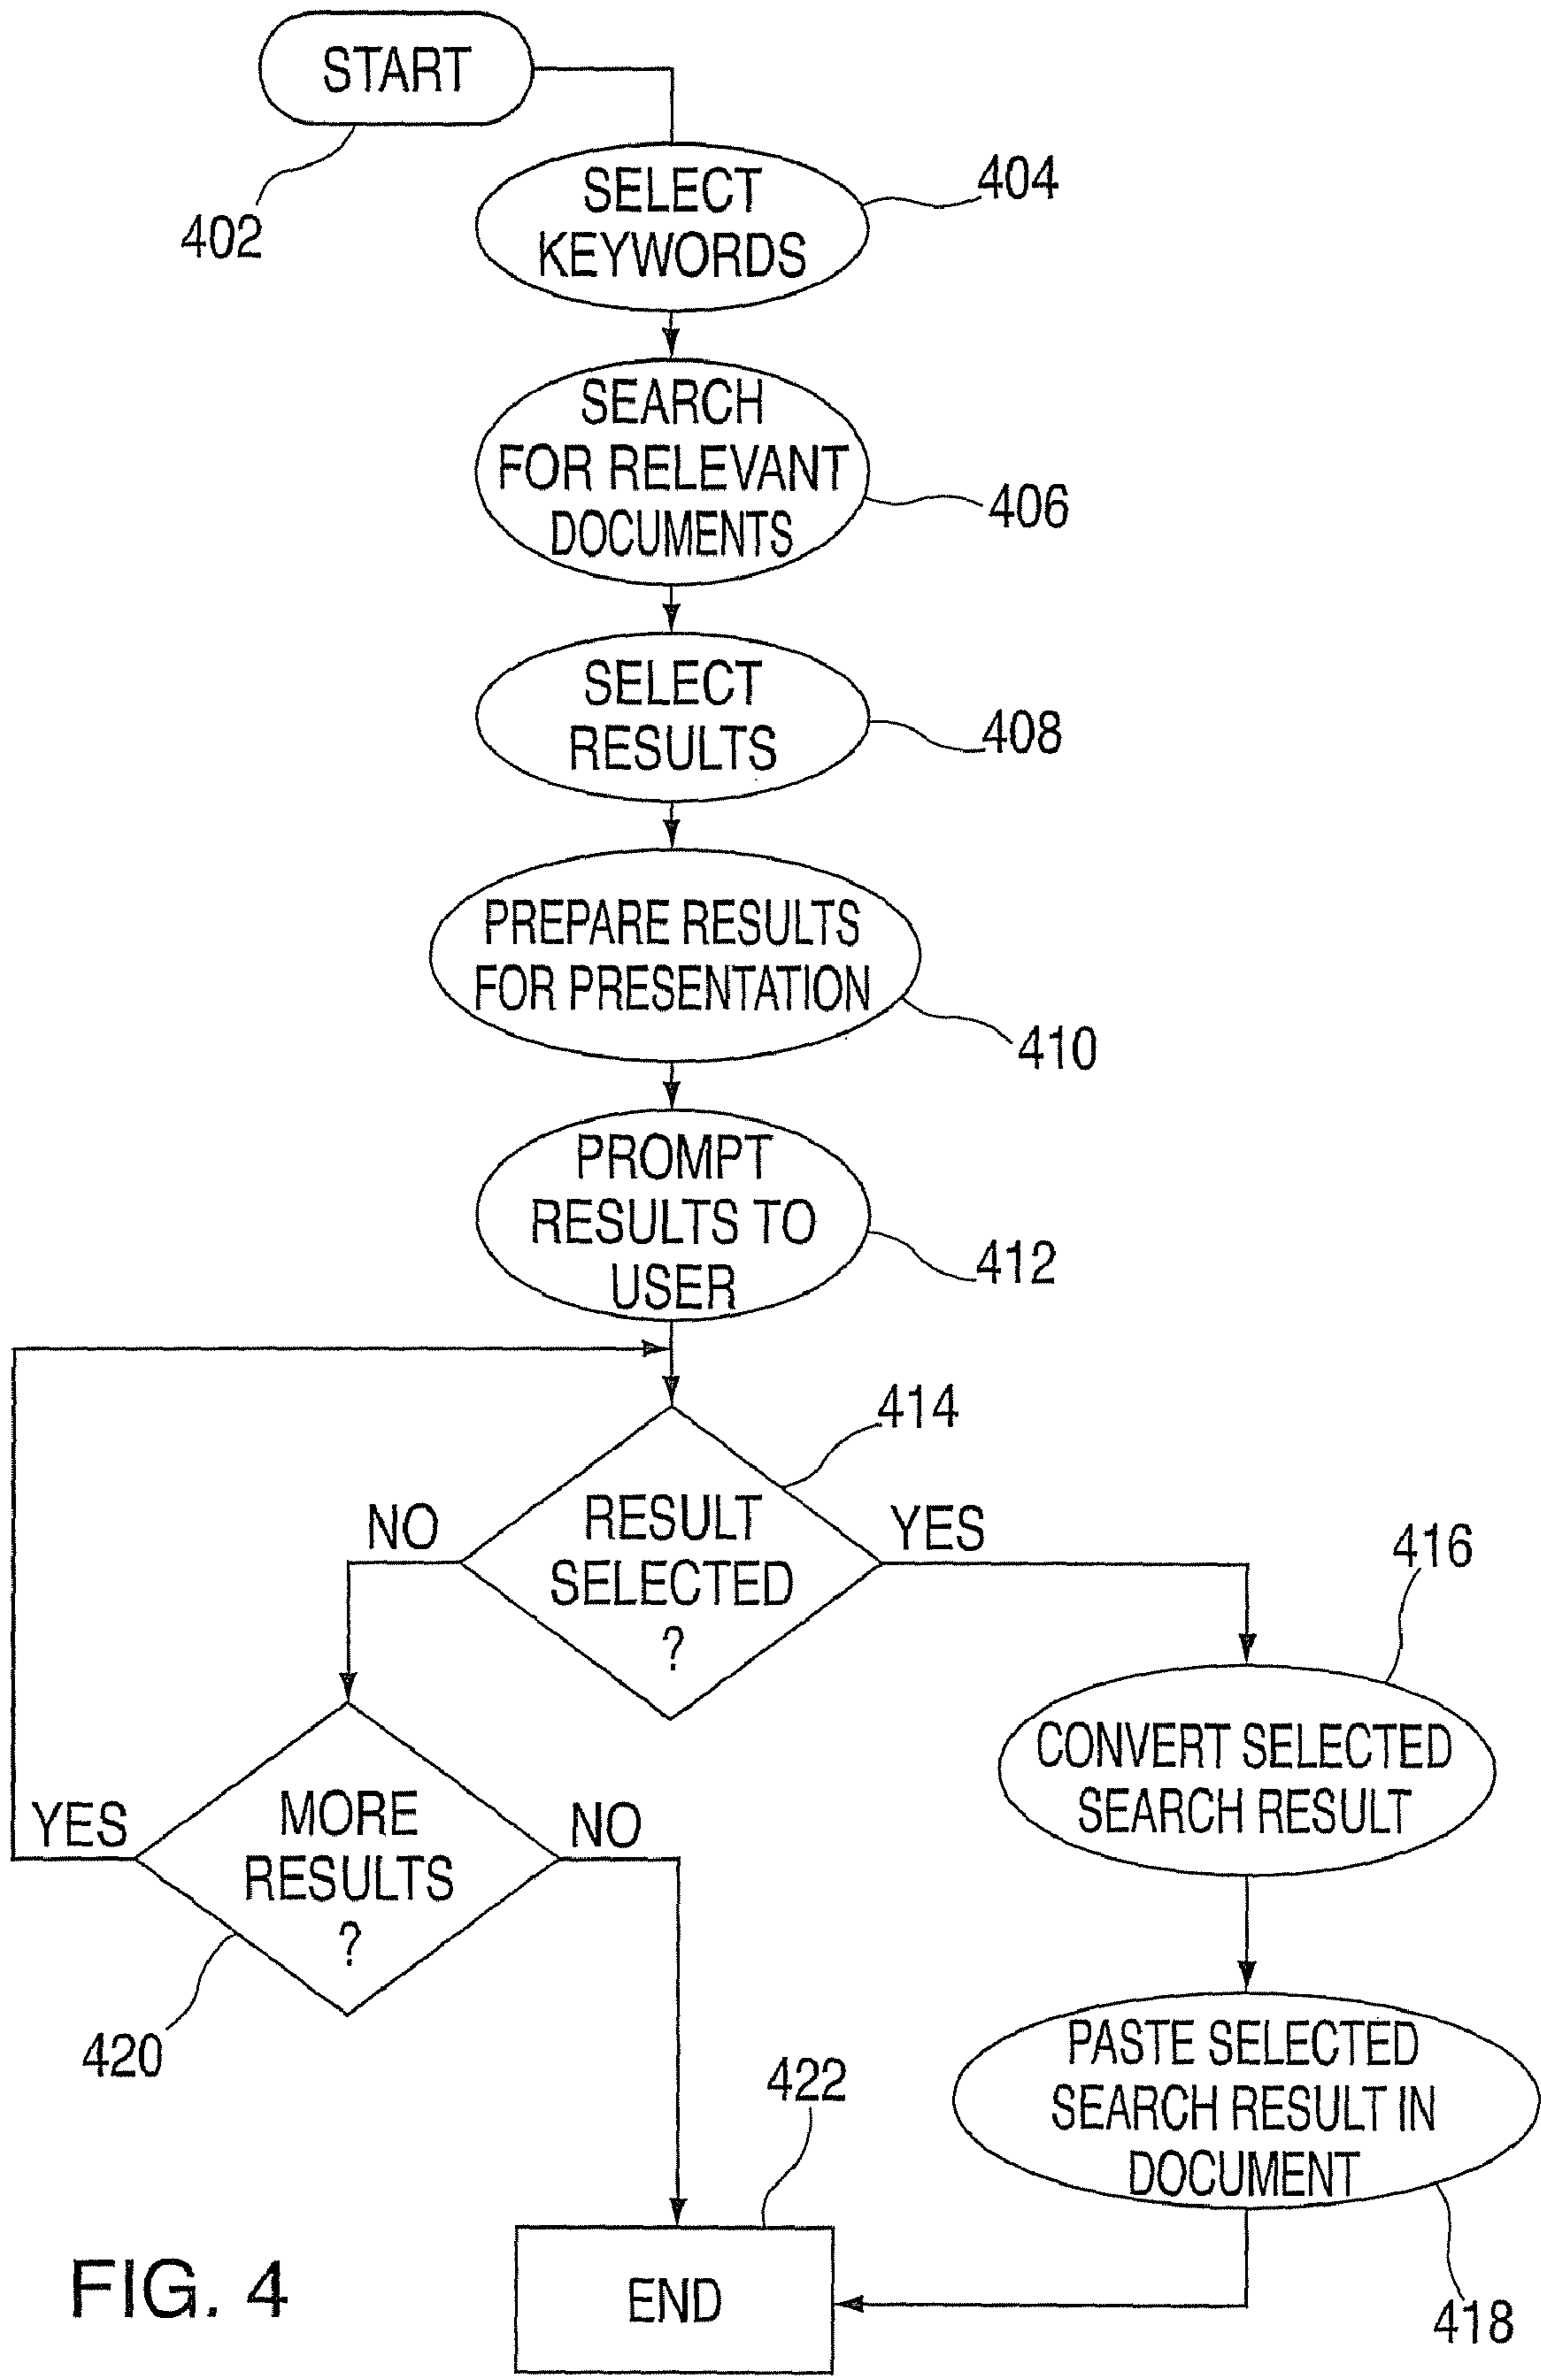 START
402
SELECT
KEYWORDS
404
SEARCH
FOR RELEVANT
DOCUMENTS
406
SELECT
RESULTS
408
PREPARE RESULTS
FOR PRESENTATION
410
PROMPT
RESULTS TO
USER
412
414
RESULT
SELECTED
?
NO
YES
416
CONVERT SELECTED
SEARCH RESULT
MORE
RESULTS
?
YES
NO
420
PASTE SELECTED
SEARCH RESULT IN
DOCUMENT
418
422
END
FIG. 4